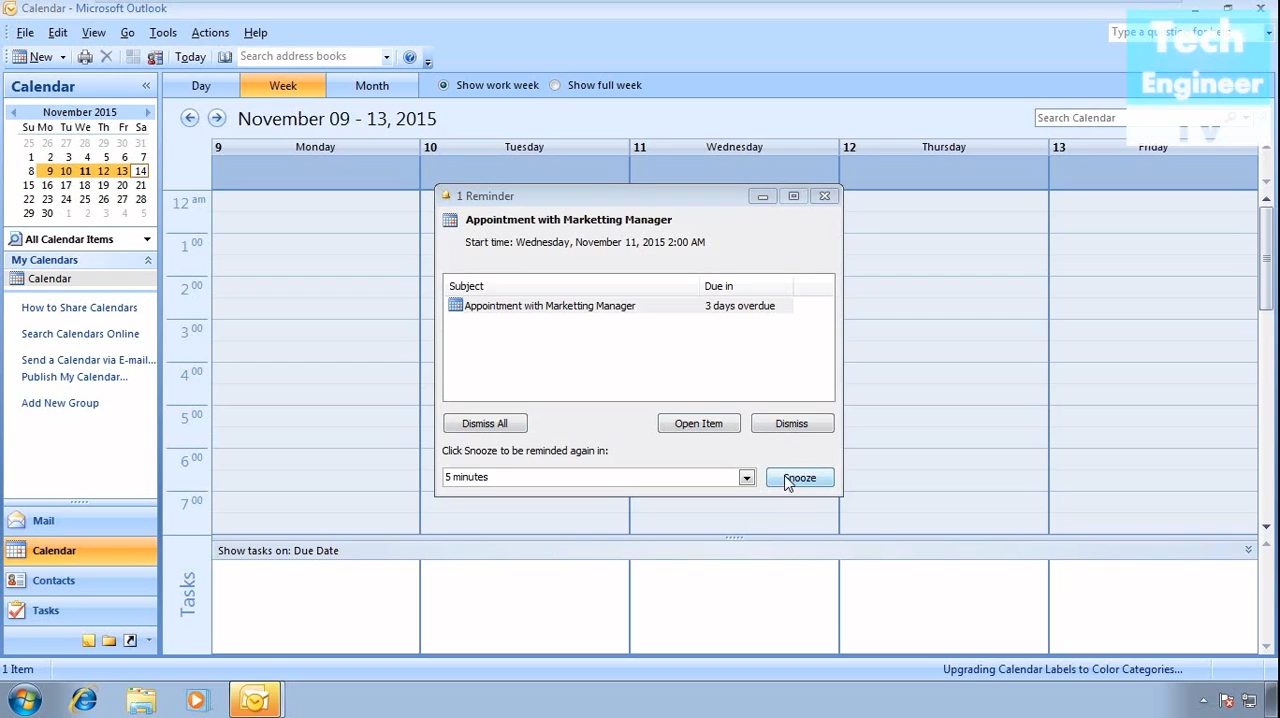 Calendar - Microsoft Outlook
File Edit View Go Tools Actions Help
Type a question for help
Tech
Engineer
TV
New Today Search address books
Calendar «
Day Week Month Show work week Show full week
November 2015
Su Mo Tu We Th Fr Sa
25 26 27 28 29 30 31
1 2 3 4 5 6 7
8 9 10 11 12 13 14
15 16 17 18 19 20 21
22 23 24 25 26 27 28
29 30 1 2 3 4 5
November 09 - 13, 2015
Search Calendar
9 Monday 10 Tuesday 11 Wednesday 12 Thursday 13 Friday
12 am
1 00
2 00
3 00
4 00
5 00
6 00
7 00
All Calendar Items
My Calendars
Calendar
How to Share Calendars
Search Calendars Online
Send a Calendar via E-mail...
Publish My Calendar...
Add New Group
1 Reminder
Appointment with Marketting Manager
Start time: Wednesday, November 11, 2015 2:00 AM
Subject Due in
Appointment with Marketting Manager 3 days overdue
Dismiss All Open Item Dismiss
Click Snooze to be reminded again in:
5 minutes Snooze
Mail
Calendar
Contacts
Tasks
Show tasks on: Due Date
Tasks
1 Item
Upgrading Calendar Labels to Color Categories...